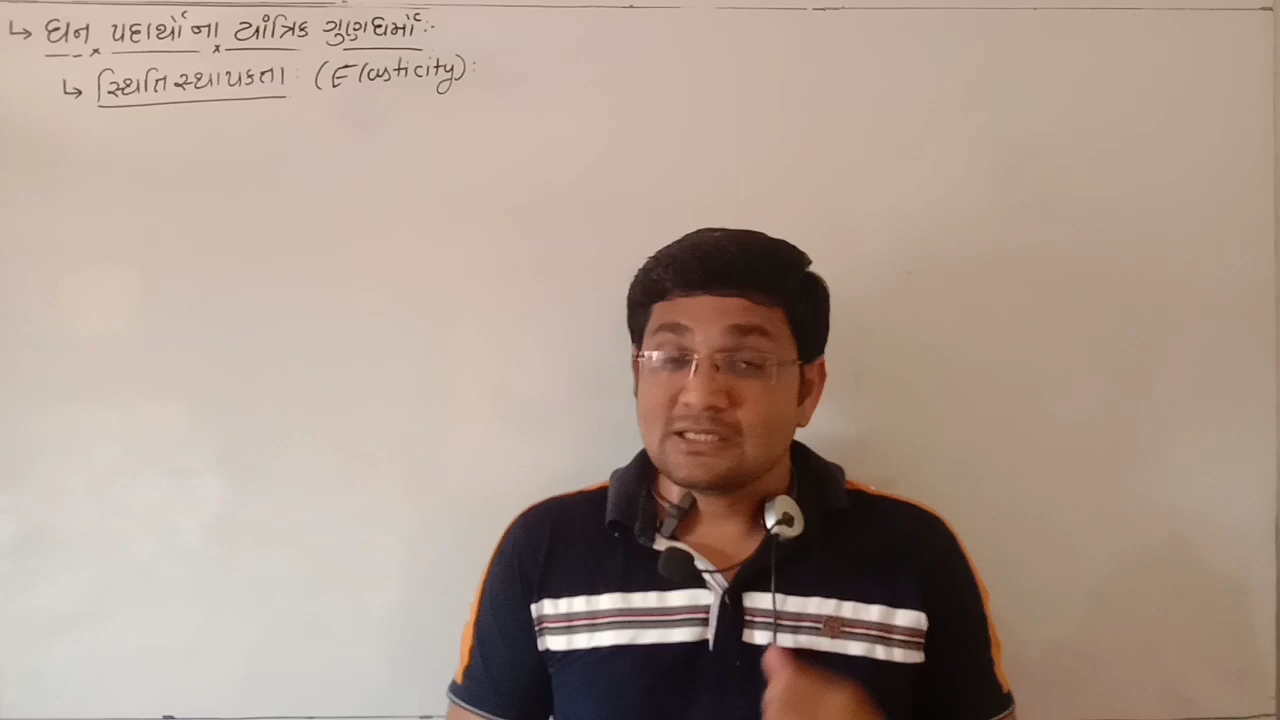 ↳ ઘન પદાર્થોના યાંત્રિક ગુણધર્મો :-
↳ સ્થિતિસ્થાપકતા : (Elasticity) :